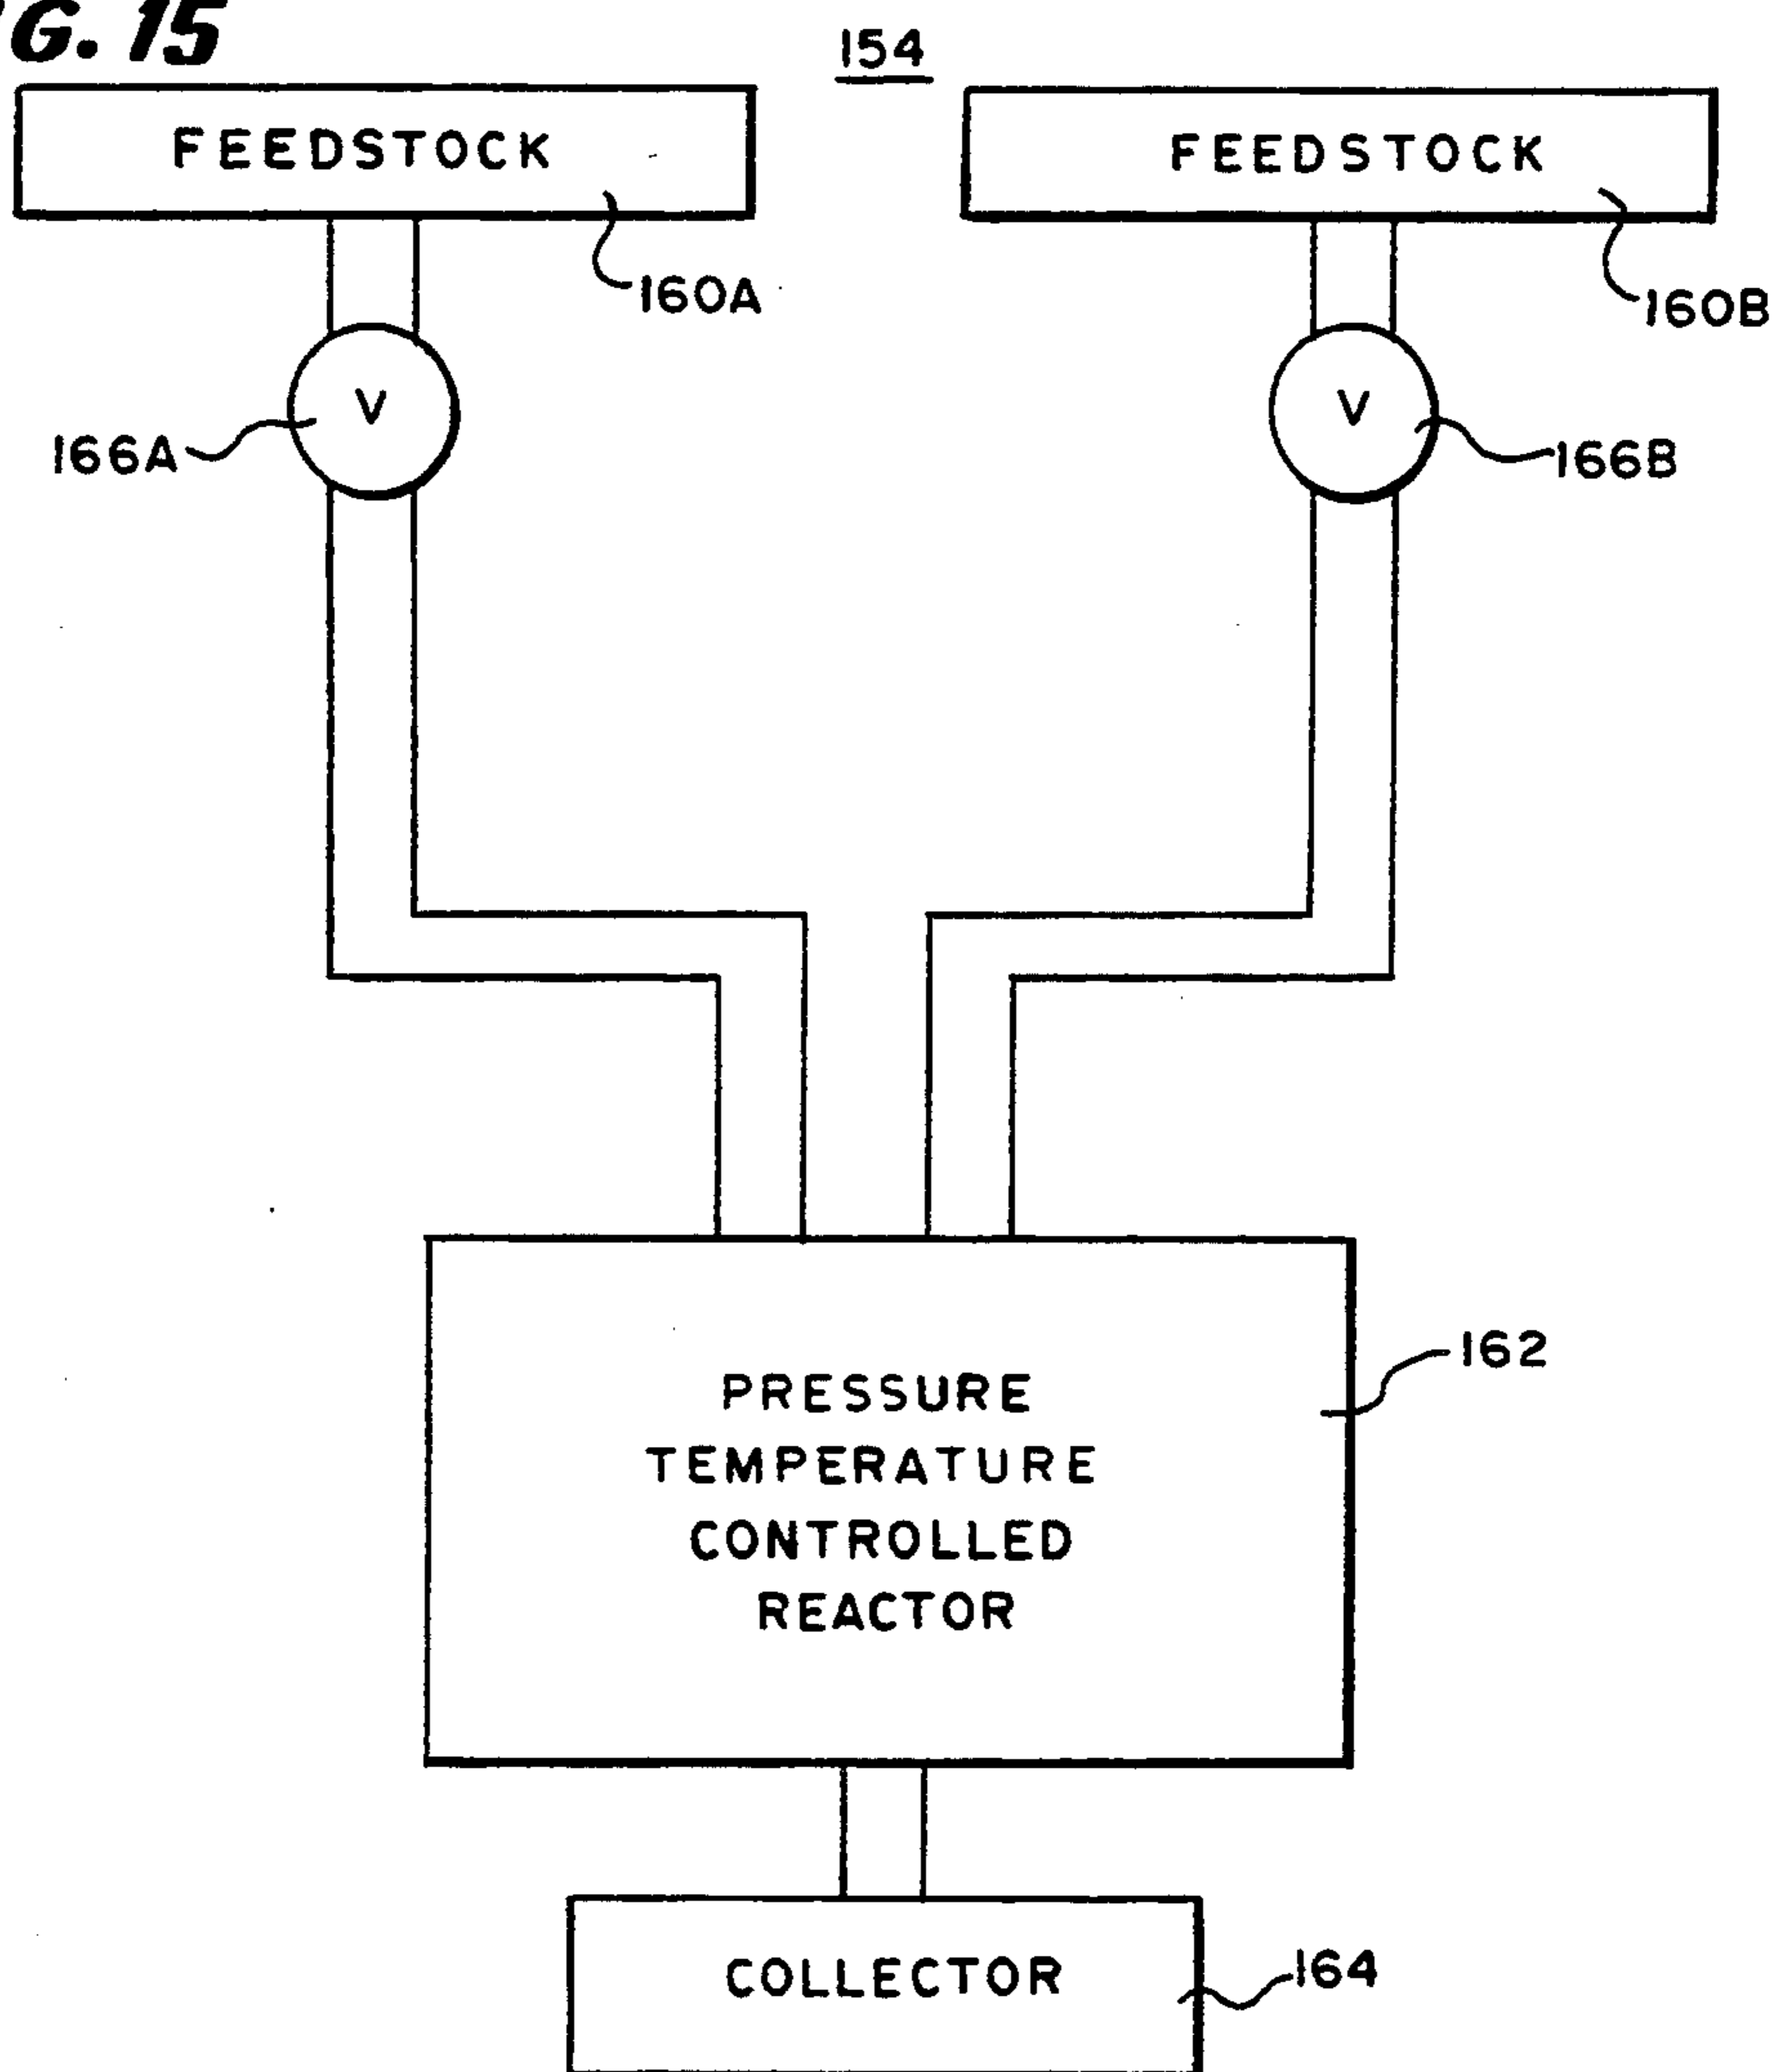 G. 15
154
FEEDSTOCK
FEEDSTOCK
160A
160B
V
V
166A
166B
PRESSURE
TEMPERATURE
CONTROLLED
REACTOR
162
COLLECTOR
164